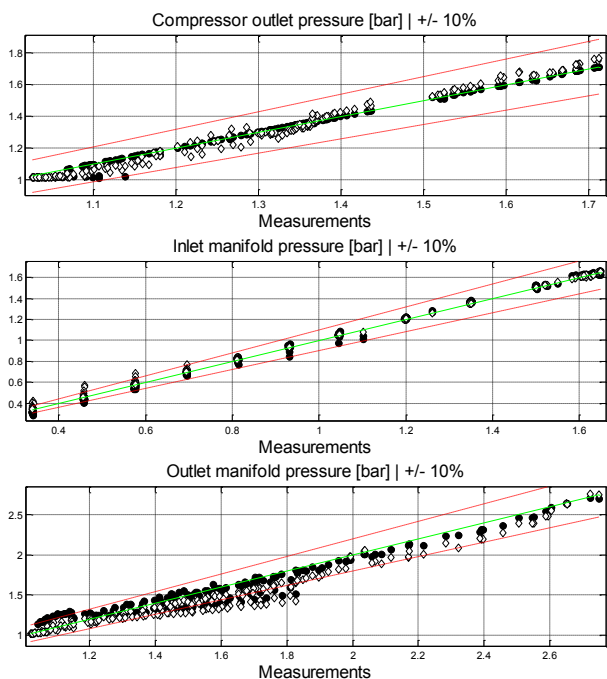 Compressor outlet pressure [bar] | +/- 10%
1.8
1.6
1.4
1.2
1
1.1 1.2 1.3 1.4 1.5 1.6 1.7
Measurements
Inlet manifold pressure [bar] | +/- 10%
1.6
1.4
1.2
1
0.8
0.6
0.4
0.4 0.6 0.8 1 1.2 1.4 1.6
Measurements
Outlet manifold pressure [bar] | +/- 10%
2.5
2
1.5
1
1.2 1.4 1.6 1.8 2 2.2 2.4 2.6
Measurements